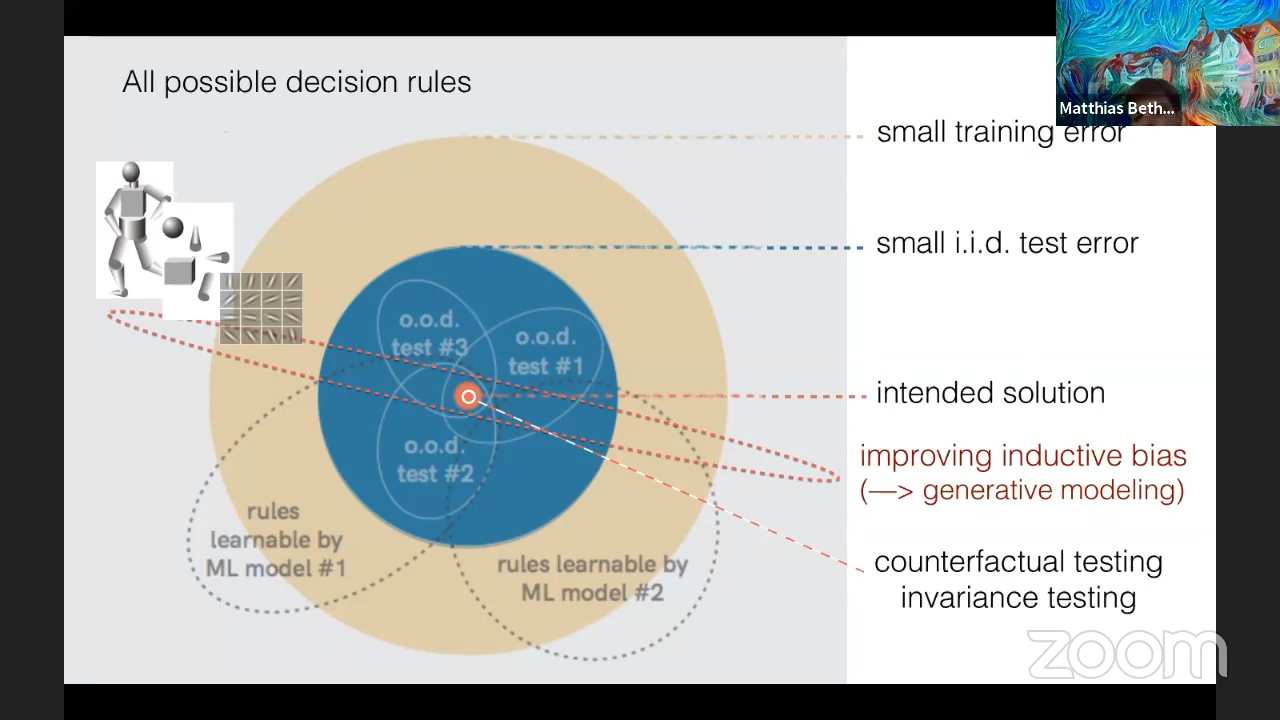 All possible decision rules
Matthias Beth...
small training error
small i.i.d. test error
o.o.d.
test #3
o.o.d.
test #1
intended solution
o.o.d.
test #2
improving inductive bias
(—> generative modeling)
rules
learnable by
ML model #1
rules learnable by
ML model #2
counterfactual testing
invariance testing
zoom